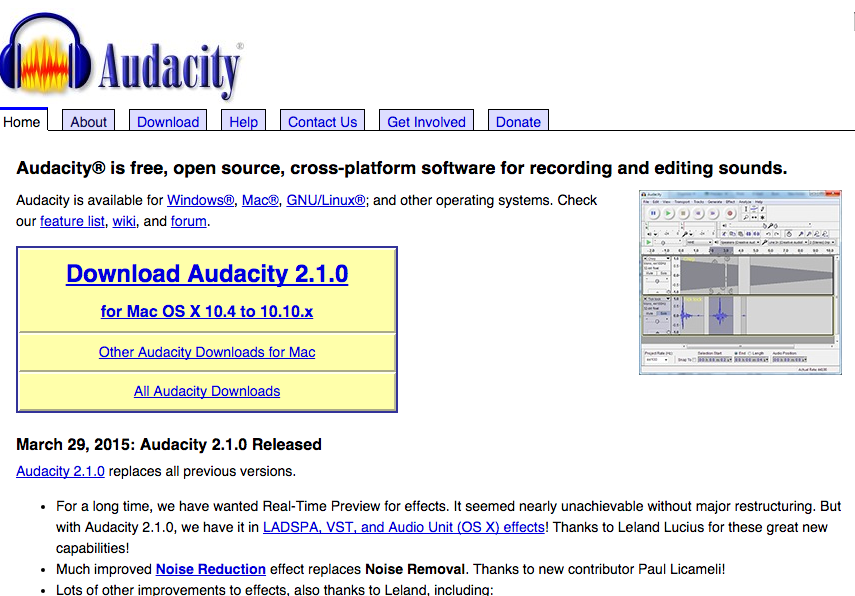 Audacity®
Home
About
Download
Help
Contact Us
Get Involved
Donate
Audacity® is free, open source, cross-platform software for recording and editing sounds.
Audacity is available for Windows®, Mac®, GNU/Linux®; and other operating systems. Check
our feature list, wiki, and forum.
Download Audacity 2.1.0
for Mac OS X 10.4 to 10.10.x
Other Audacity Downloads for Mac
All Audacity Downloads
March 29, 2015: Audacity 2.1.0 Released
Audacity 2.1.0 replaces all previous versions.
• For a long time, we have wanted Real-Time Preview for effects. It seemed nearly unachievable without major restructuring. But
with Audacity 2.1.0, we have it in LADSPA, VST, and Audio Unit (OS X) effects! Thanks to Leland Lucius for these great new
capabilities!
• Much improved Noise Reduction effect replaces Noise Removal. Thanks to new contributor Paul Licameli!
• Lots of other improvements to effects, also thanks to Leland, including: